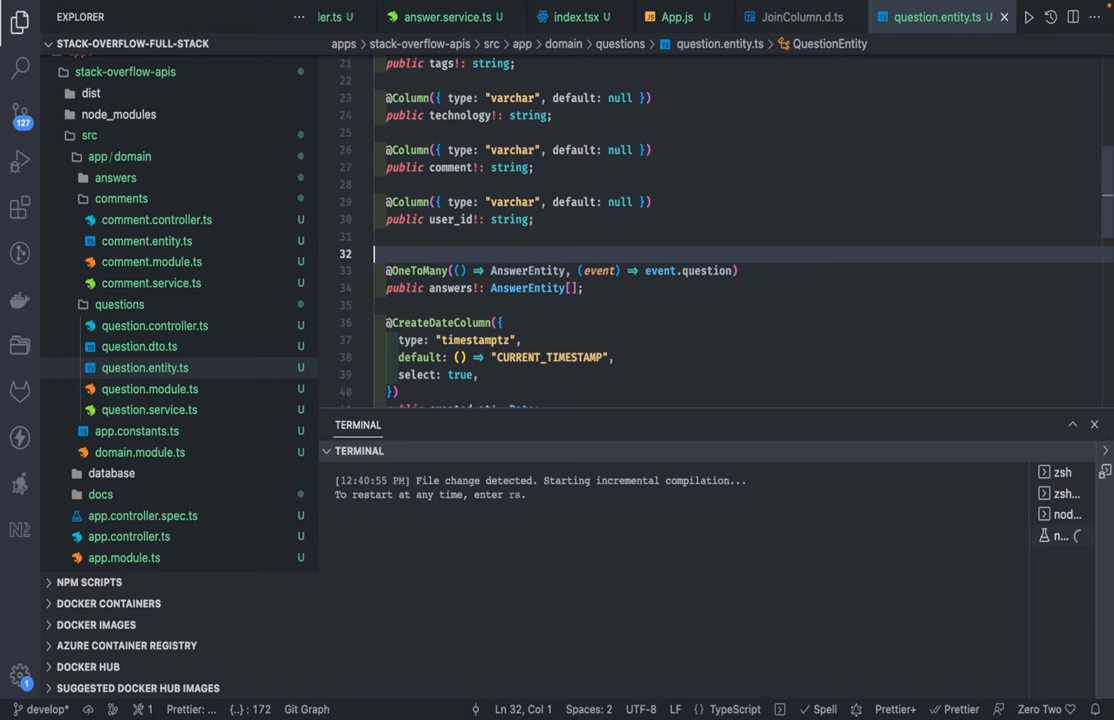 EXPLORER
ler.ts U
answer.service.ts U
index.tsx U
App.js U
JoinColumn.d.ts
question.entity.ts U
STACK-OVERFLOW-FULL-STACK
apps > stack-overflow-apis > src > app > domain > questions > question.entity.ts > QuestionEntity
stack-overflow-apis
dist
node_modules
src
app / domain
answers
comments
comment.controller.ts U
comment.entity.ts U
comment.module.ts U
comment.service.ts U
questions
question.controller.ts U
question.dto.ts U
question.entity.ts U
question.module.ts U
question.service.ts U
app.constants.ts U
domain.module.ts U
database
docs
app.controller.spec.ts U
app.controller.ts U
app.module.ts U
NPM SCRIPTS
DOCKER CONTAINERS
DOCKER IMAGES
AZURE CONTAINER REGISTRY
DOCKER HUB
SUGGESTED DOCKER HUB IMAGES
127
1
21 public tags!: string;
22
23 @Column({ type: "varchar", default: null })
24 public technology!: string;
25
26 @Column({ type: "varchar", default: null })
27 public comment!: string;
28
29 @Column({ type: "varchar", default: null })
30 public user_id!: string;
31
32
33 @OneToMany(() => AnswerEntity, (event) => event.question)
34 public answers!: AnswerEntity[];
35
36 @CreateDateColumn({
37 type: "timestamptz",
38 default: () => "CURRENT_TIMESTAMP",
39 select: true,
40 })
TERMINAL
TERMINAL
[12:40:55 PM] File change detected. Starting incremental compilation...
To restart at any time, enter rs.
zsh
zsh...
nod...
n...
develop* 1 Prettier: ... {..} : 172 Git Graph Ln 32, Col 1 Spaces: 2 UTF-8 LF {} TypeScript Spell Prettier+ Prettier Zero Two